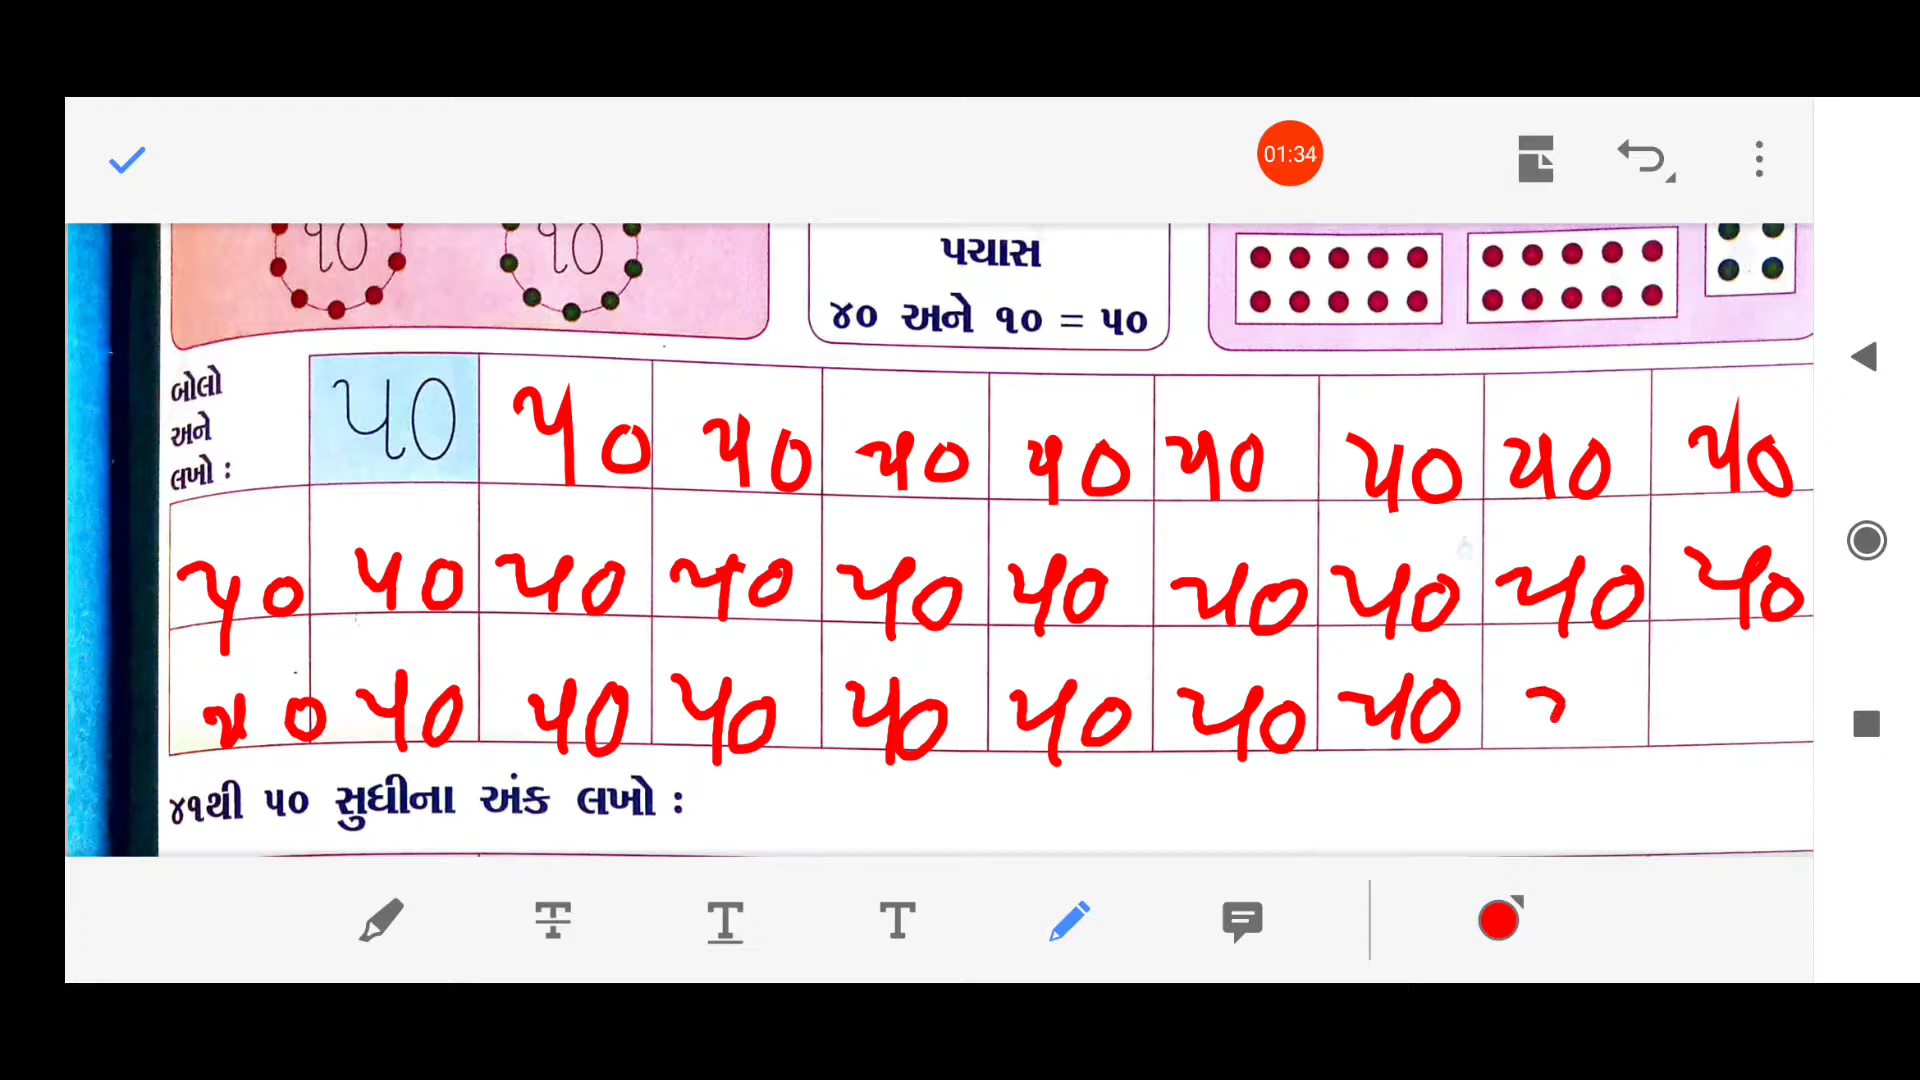 01:34
૧૦ ૧૦
પચાસ
૪૦ અને ૧૦ = ૫૦
બોલો
અને
લખો :
૫૦ ૫૦ ૫૦ ૫૦ ૫૦ ૫૦ ૫૦ ૫૦ ૫૦
૫૦ ૫૦ ૫૦ ૫૦ ૫૦ ૫૦ ૫૦ ૫૦ ૫૦ ૫૦
૫૦ ૫૦ ૫૦ ૫૦ ૫૦ ૫૦ ૫૦ ૫૦
૪૧થી ૫૦ સુધીના અંક લખો :